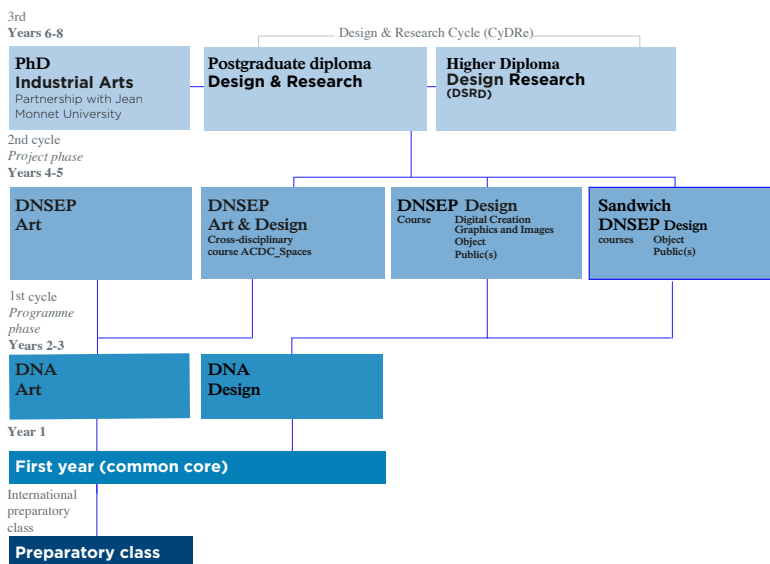 3rd
Years 6-8
Design & Research Cycle (CyDRe)
PhD
Industrial Arts
Partnership with Jean
Monnet University
Postgraduate diploma
Design & Research
Higher Diploma
Design Research
(DSRD)
2nd cycle
Project phase
Years 4-5
DNSEP
Art
DNSEP
Art & Design
Cross-disciplinary
course ACDC_Spaces
DNSEP Design
Course Digital Creation
Graphics and Images
Object
Public(s)
Sandwich
DNSEP Design
courses Object
Public(s)
1st cycle
Programme
phase
Years 2-3
DNA
Art
DNA
Design
Year 1
First year (common core)
International
preparatory
class
Preparatory class